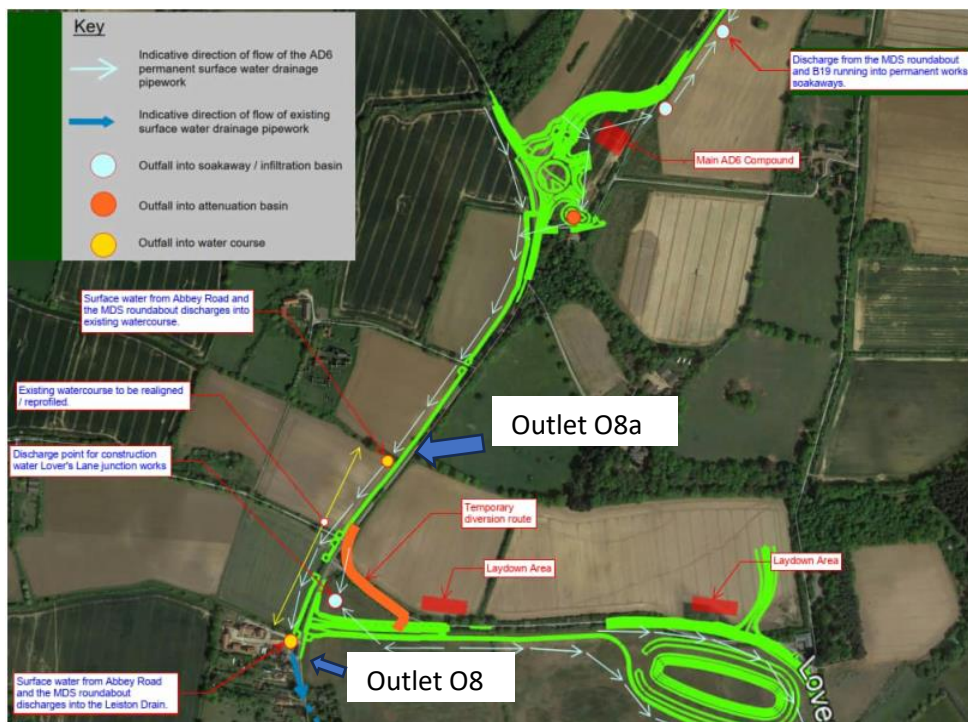 Key
Indicative direction of flow of the AD6
permanent surface water drainage
pipework
Indicative direction of flow of existing
surface water drainage pipework
Outfall into soakaway / infiltration basin
Outfall into attenuation basin
Outfall into water course
Discharge from the MDS roundabout
and B19 running into permanent works
soakaways.
Main AD6 Compound
Surface water from Abbey Road and
the MDS roundabout discharges into
existing watercourse.
Existing watercourse to be realigned
/ reprofiled.
Outlet O8a
Discharge point for construction
water Lover's Lane junction works
Temporary
diversion route
Laydown Area
Laydown Area
Outlet O8
Surface water from Abbey Road
and the MDS roundabout
discharges into the Leiston Drain.
Love